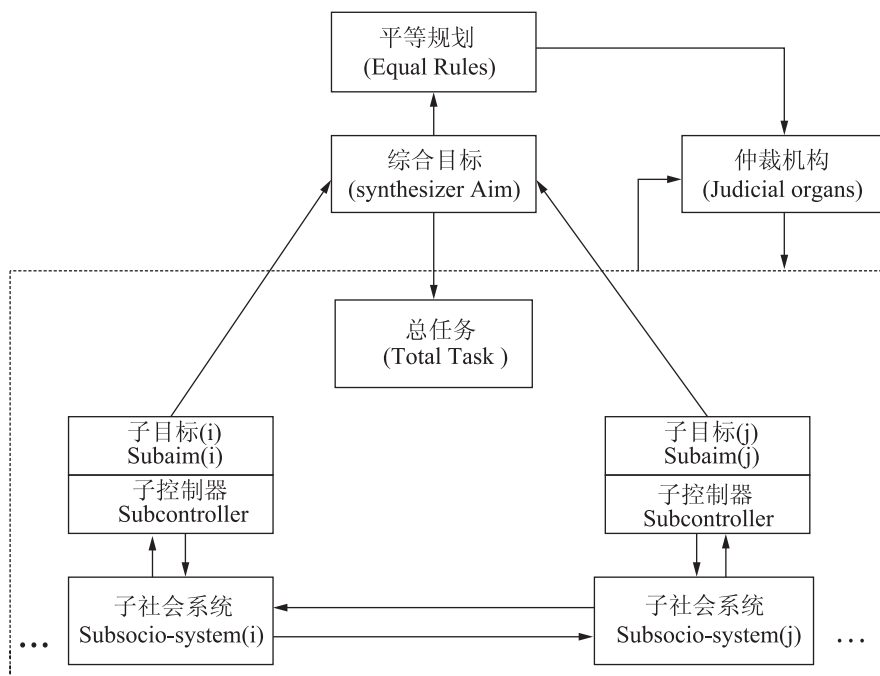 平等规划
(Equal Rules)
综合目标
(synthesizer Aim)
仲裁机构
(Judicial organs)
总任务
(Total Task )
子目标(i)
Subaim(i)
子控制器
Subcontroller
子目标(j)
Subaim(j)
子控制器
Subcontroller
子社会系统
Subsocio-system(i)
子社会系统
Subsocio-system(j)
...
...